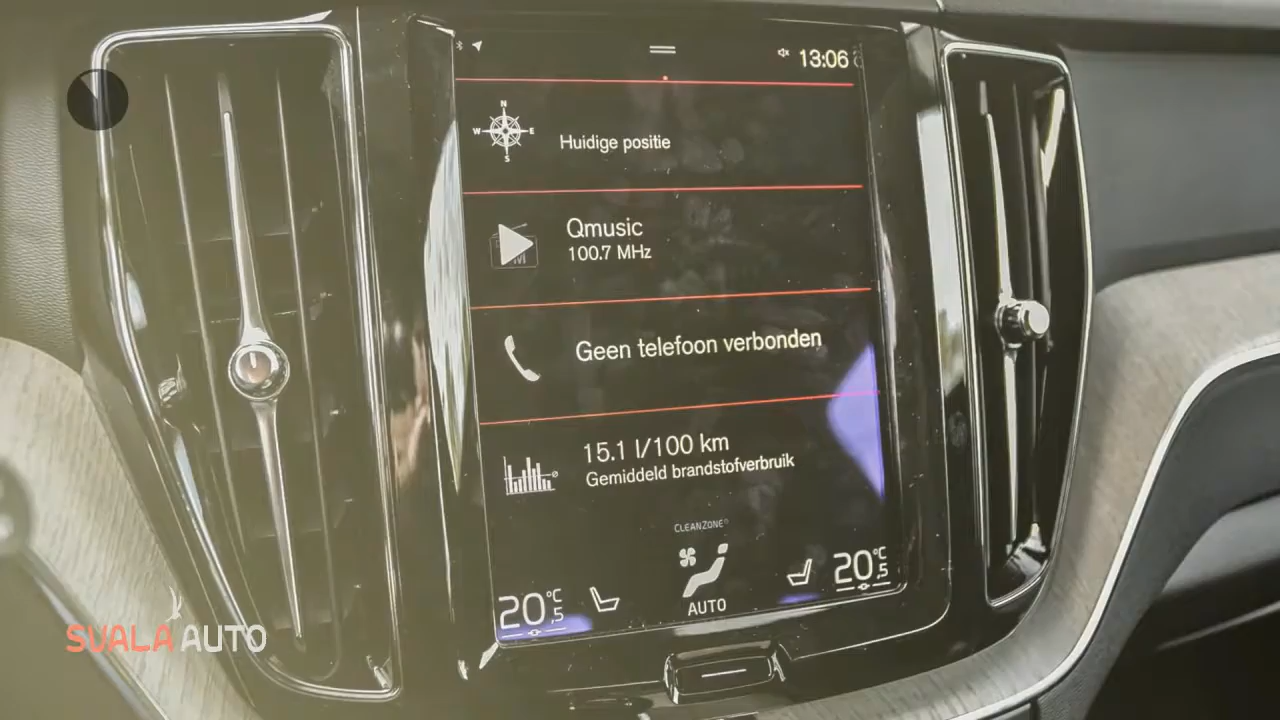 13:06
N
W E
S
Huidige positie
Qmusic
100.7 MHz
Geen telefoon verbonden
15.1 l/100 km
Gemiddeld brandstofverbruik
CLEANZONE
20,5 °C
AUTO
20,5 °C
SUALA AUTO